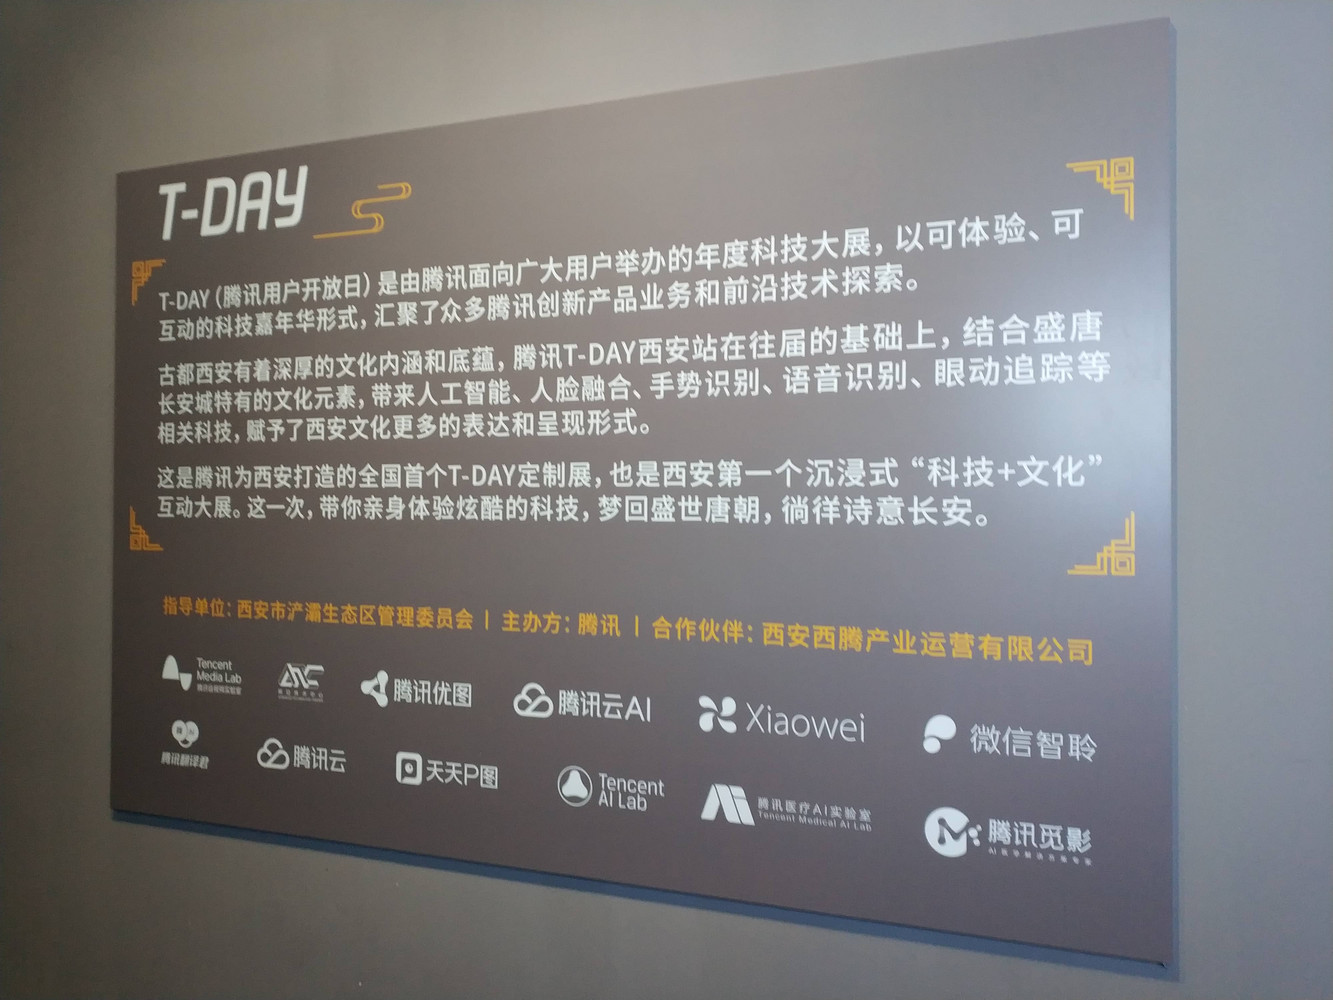 T-DAY
T-DAY（腾讯用户开放日）是由腾讯面向广大用户举办的年度科技大展，以可体验、可
互动的科技嘉年华形式，汇聚了众多腾讯创新产品业务和前沿技术探索。
古都西安有着深厚的文化内涵和底蕴，腾讯T-DAY西安站在往届的基础上，结合盛唐
长安城特有的文化元素，带来人工智能、人脸融合、手势识别、语音识别、眼动追踪等
相关科技，赋予了西安文化更多的表达和呈现形式。
这是腾讯为西安打造的全国首个T-DAY定制展，也是西安第一个沉浸式“科技+文化”
互动大展。这一次，带你亲身体验炫酷的科技，梦回盛世唐朝，徜徉诗意长安。
指导单位：西安市浐灞生态区管理委员会 | 主办方：腾讯 | 合作伙伴：西安西腾产业运营有限公司
Tencent
Media Lab
腾讯音视频实验室
腾讯优图
腾讯云AI
Xiaowei
微信智聆
腾讯翻译君
腾讯云
天天P图
Tencent
AI Lab
腾讯医疗AI实验室
Tencent Medical AI Lab
腾讯觅影